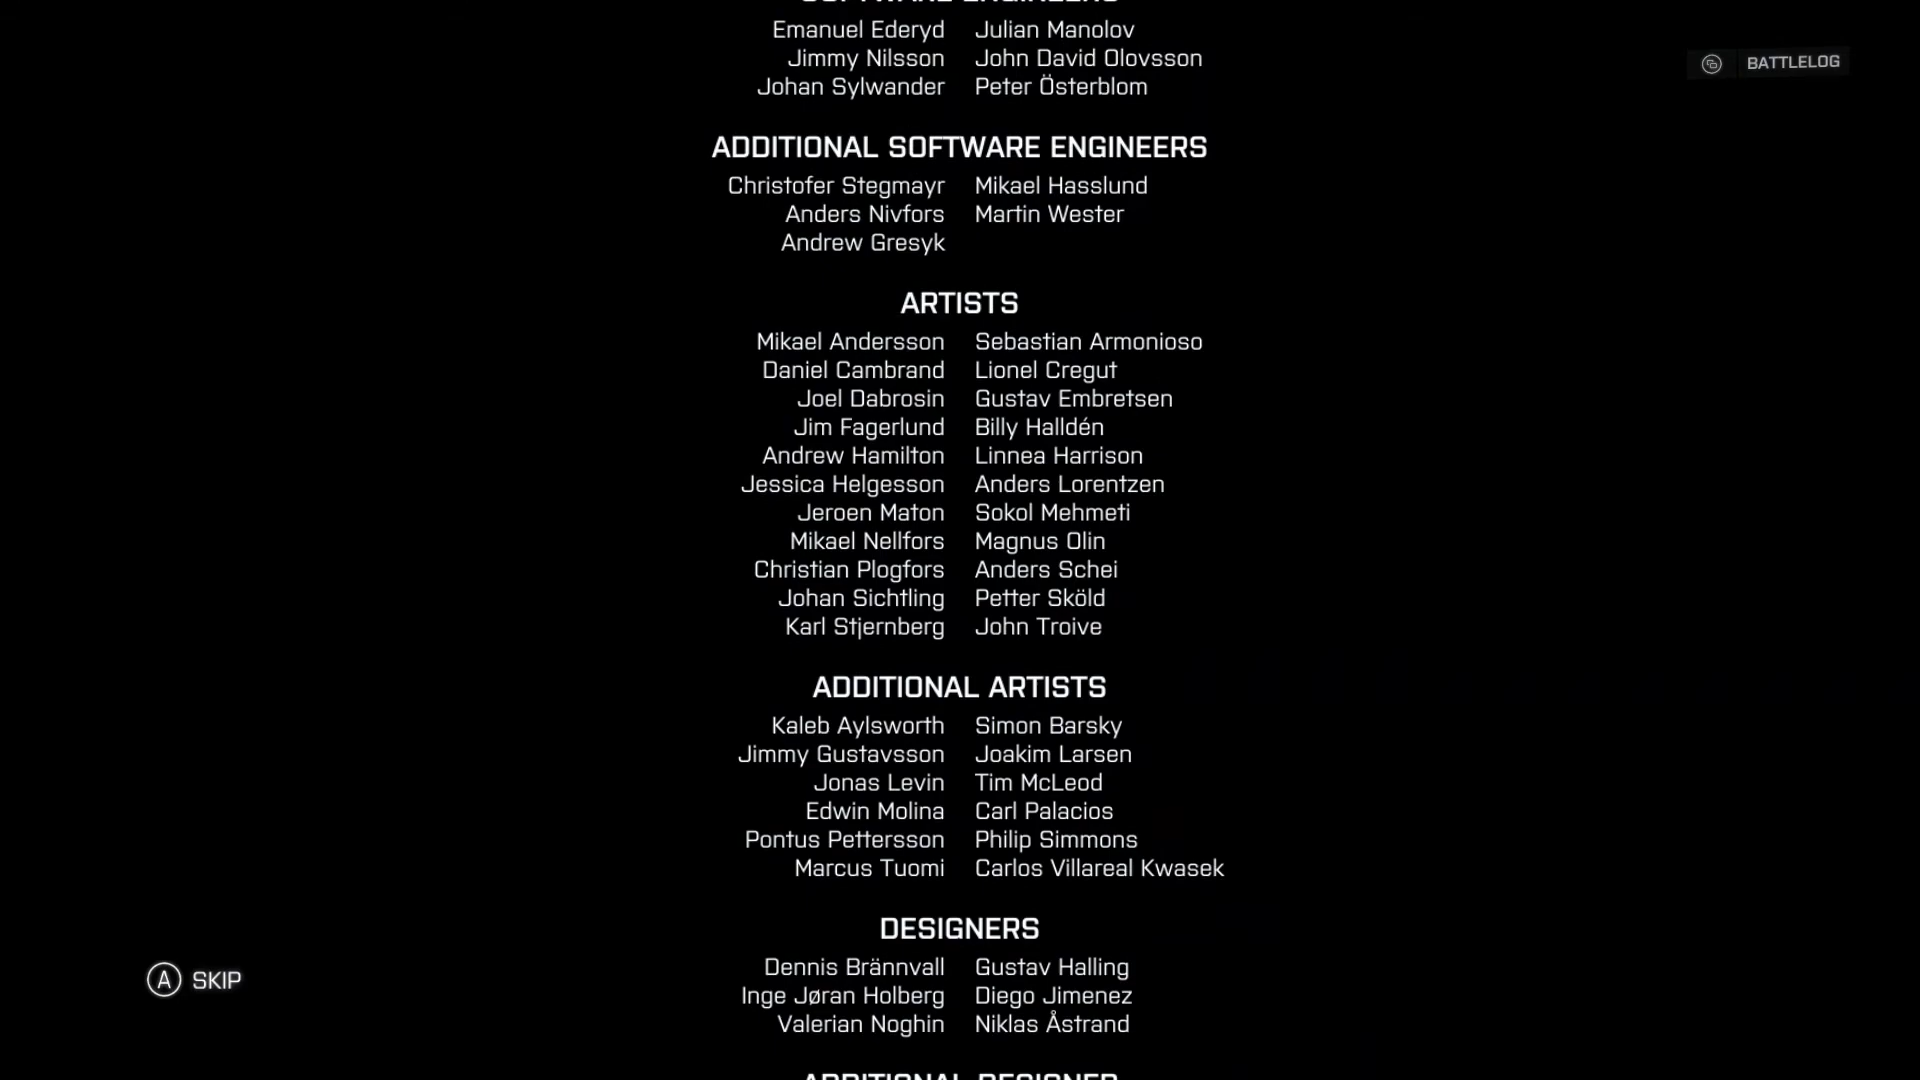 SOFTWARE ENGINEERS
Emanuel Ederyd Julian Manolov
Jimmy Nilsson John David Olovsson
Johan Sylwander Peter Österblom
BATTLELOG
ADDITIONAL SOFTWARE ENGINEERS
Christofer Stegmayr Mikael Hasslund
Anders Nivfors Martin Wester
Andrew Gresyk
ARTISTS
Mikael Andersson Sebastian Armonioso
Daniel Cambrand Lionel Cregut
Joel Dabrosin Gustav Embretsen
Jim Fagerlund Billy Halldén
Andrew Hamilton Linnea Harrison
Jessica Helgesson Anders Lorentzen
Jeroen Maton Sokol Mehmeti
Mikael Nellfors Magnus Olin
Christian Plogfors Anders Schei
Johan Sichtling Petter Sköld
Karl Stjernberg John Troive
ADDITIONAL ARTISTS
Kaleb Aylsworth Simon Barsky
Jimmy Gustavsson Joakim Larsen
Jonas Levin Tim McLeod
Edwin Molina Carl Palacios
Pontus Pettersson Philip Simmons
Marcus Tuomi Carlos Villareal Kwasek
DESIGNERS
Dennis Brännvall Gustav Halling
Inge Jøran Holberg Diego Jimenez
Valerian Noghin Niklas Åstrand
A SKIP
ADDITIONAL DESIGNER